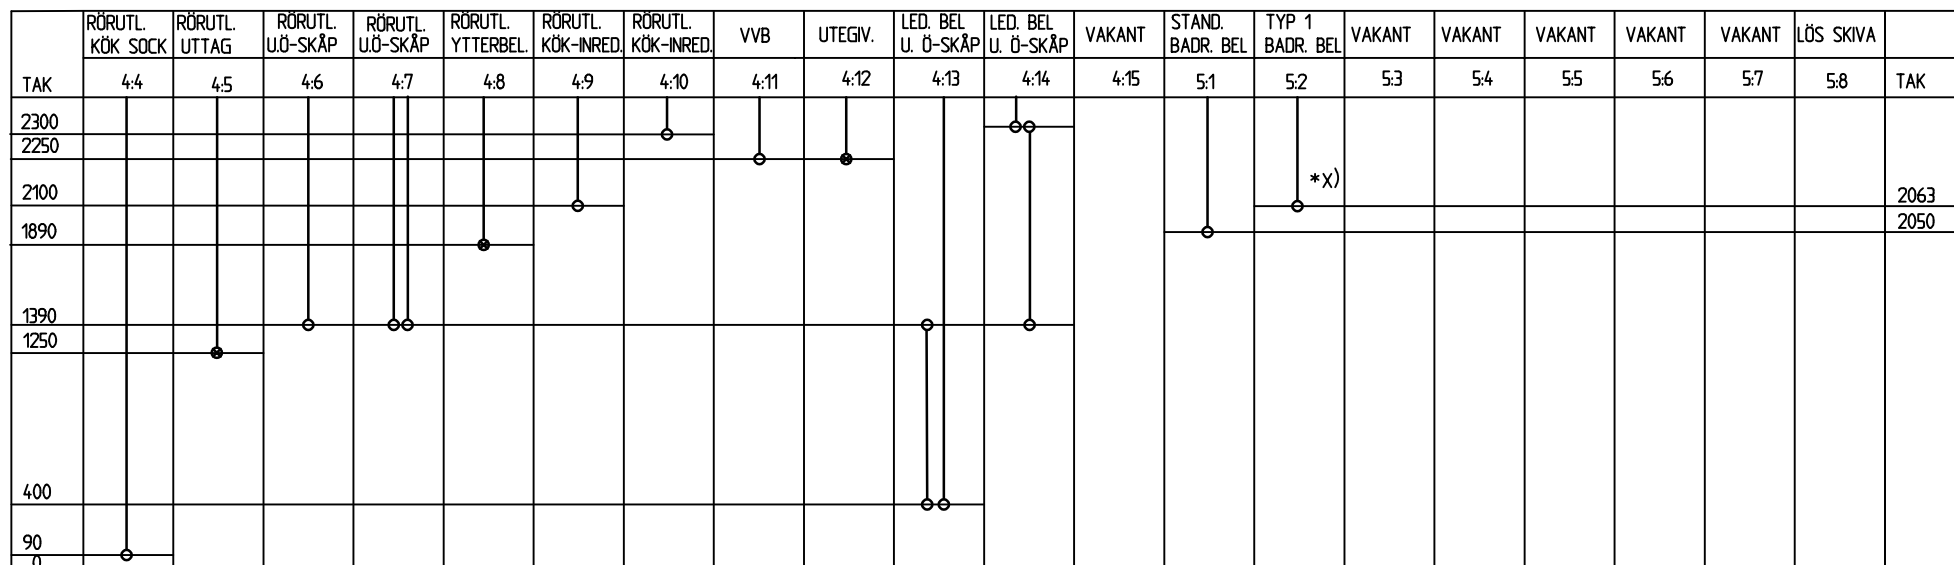 RÖRUTL. RÖRUTL. RÖRUTL. RÖRUTL. RÖRUTL. RÖRUTL. RÖRUTL. VVB UTEGIV. LED. BEL LED. BEL VAKANT STAND. TYP 1 VAKANT VAKANT VAKANT VAKANT VAKANT LÖS SKIVA
KÖK SOCK UTTAG U.Ö-SKÅP U.Ö-SKÅP YTTERBEL. KÖK-INRED. KÖK-INRED. U. Ö-SKÅP U. Ö-SKÅP BADR. BEL BADR. BEL
TAK 4:4 4:5 4:6 4:7 4:8 4:9 4:10 4:11 4:12 4:13 4:14 4:15 5:1 5:2 5:3 5:4 5:5 5:6 5:7 5:8 TAK
2300
2250
*X)
2100 2063
1890 2050
1390
1250
400
90
0